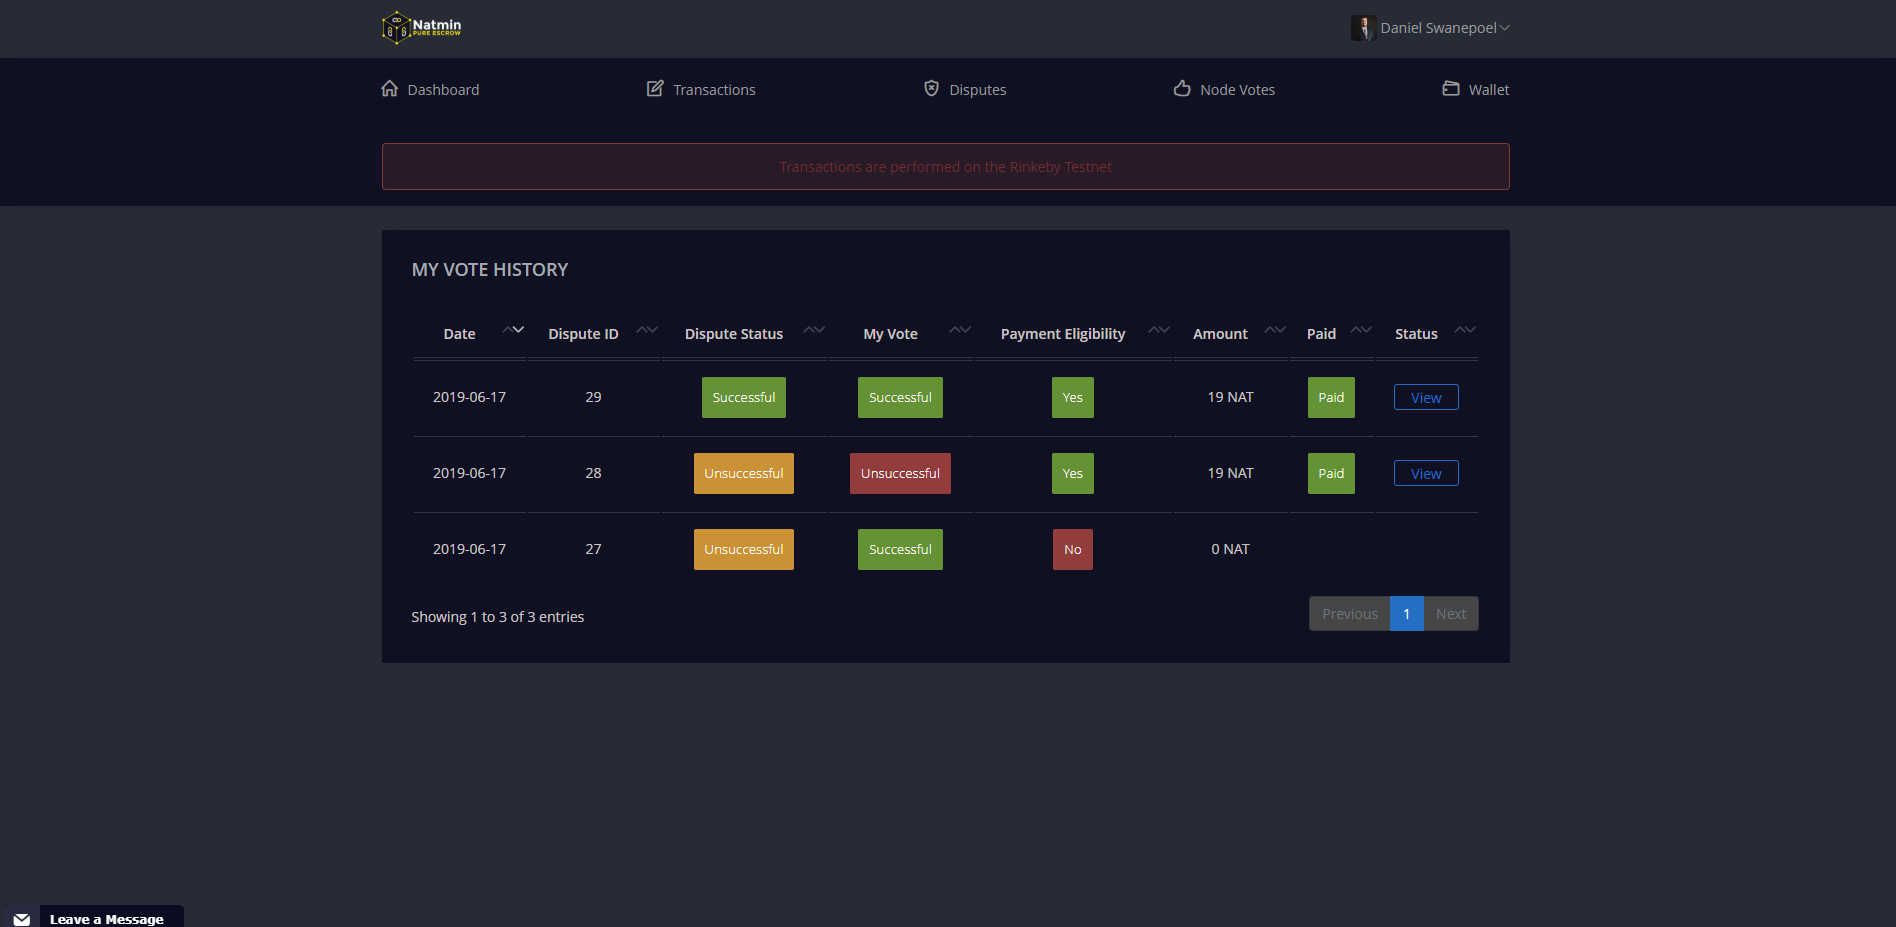 Natmin
PURE ESCROW
Daniel Swanepoel
Dashboard Transactions Disputes Node Votes Wallet
Transactions are performed on the Rinkeby Testnet
MY VOTE HISTORY
Date Dispute ID Dispute Status My Vote Payment Eligibility Amount Paid Status
2019-06-17 29 Successful Successful Yes 19 NAT Paid View
2019-06-17 28 Unsuccessful Unsuccessful Yes 19 NAT Paid View
2019-06-17 27 Unsuccessful Successful No 0 NAT
Showing 1 to 3 of 3 entries
Previous 1 Next
Leave a Message